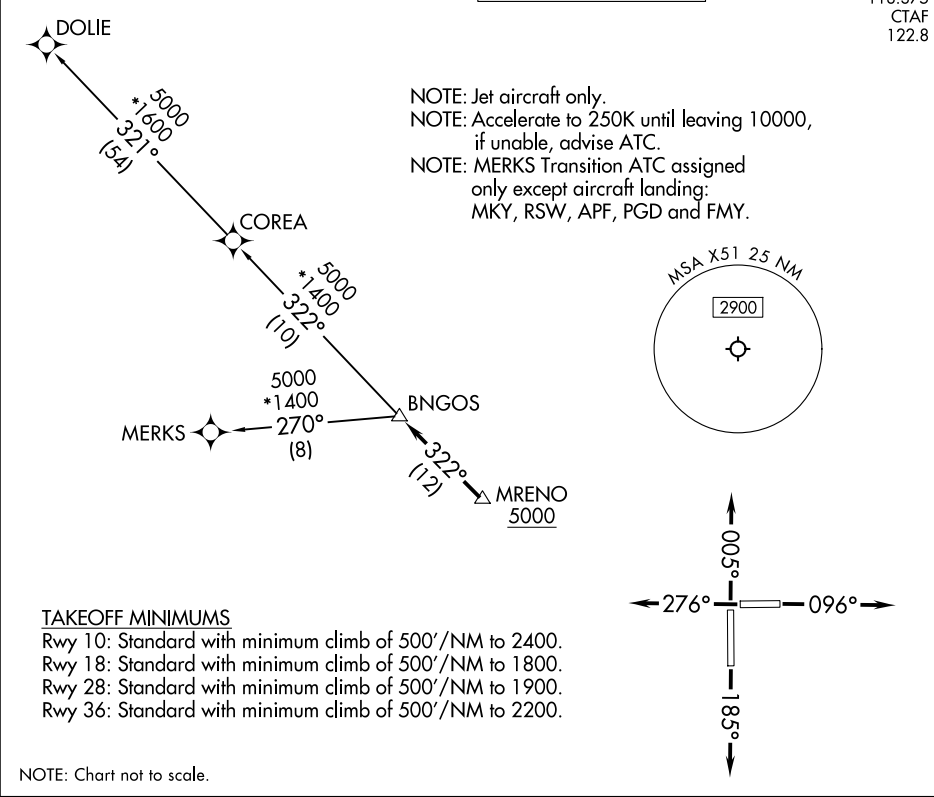 CTAF
122.8
DOLIE
5000
*1600
321°
(54)
NOTE: Jet aircraft only.
NOTE: Accelerate to 250K until leaving 10000,
if unable, advise ATC.
NOTE: MERKS Transition ATC assigned
only except aircraft landing:
MKY, RSW, APF, PGD and FMY.
COREA
5000
*1400
322°
(10)
MSA X51 25 NM
2900
5000
*1400
270°
(8)
MERKS
BNGOS
322°
(12)
MRENO
5000
005°
276°
096°
185°
TAKEOFF MINIMUMS
Rwy 10: Standard with minimum climb of 500'/NM to 2400.
Rwy 18: Standard with minimum climb of 500'/NM to 1800.
Rwy 28: Standard with minimum climb of 500'/NM to 1900.
Rwy 36: Standard with minimum climb of 500'/NM to 2200.
NOTE: Chart not to scale.